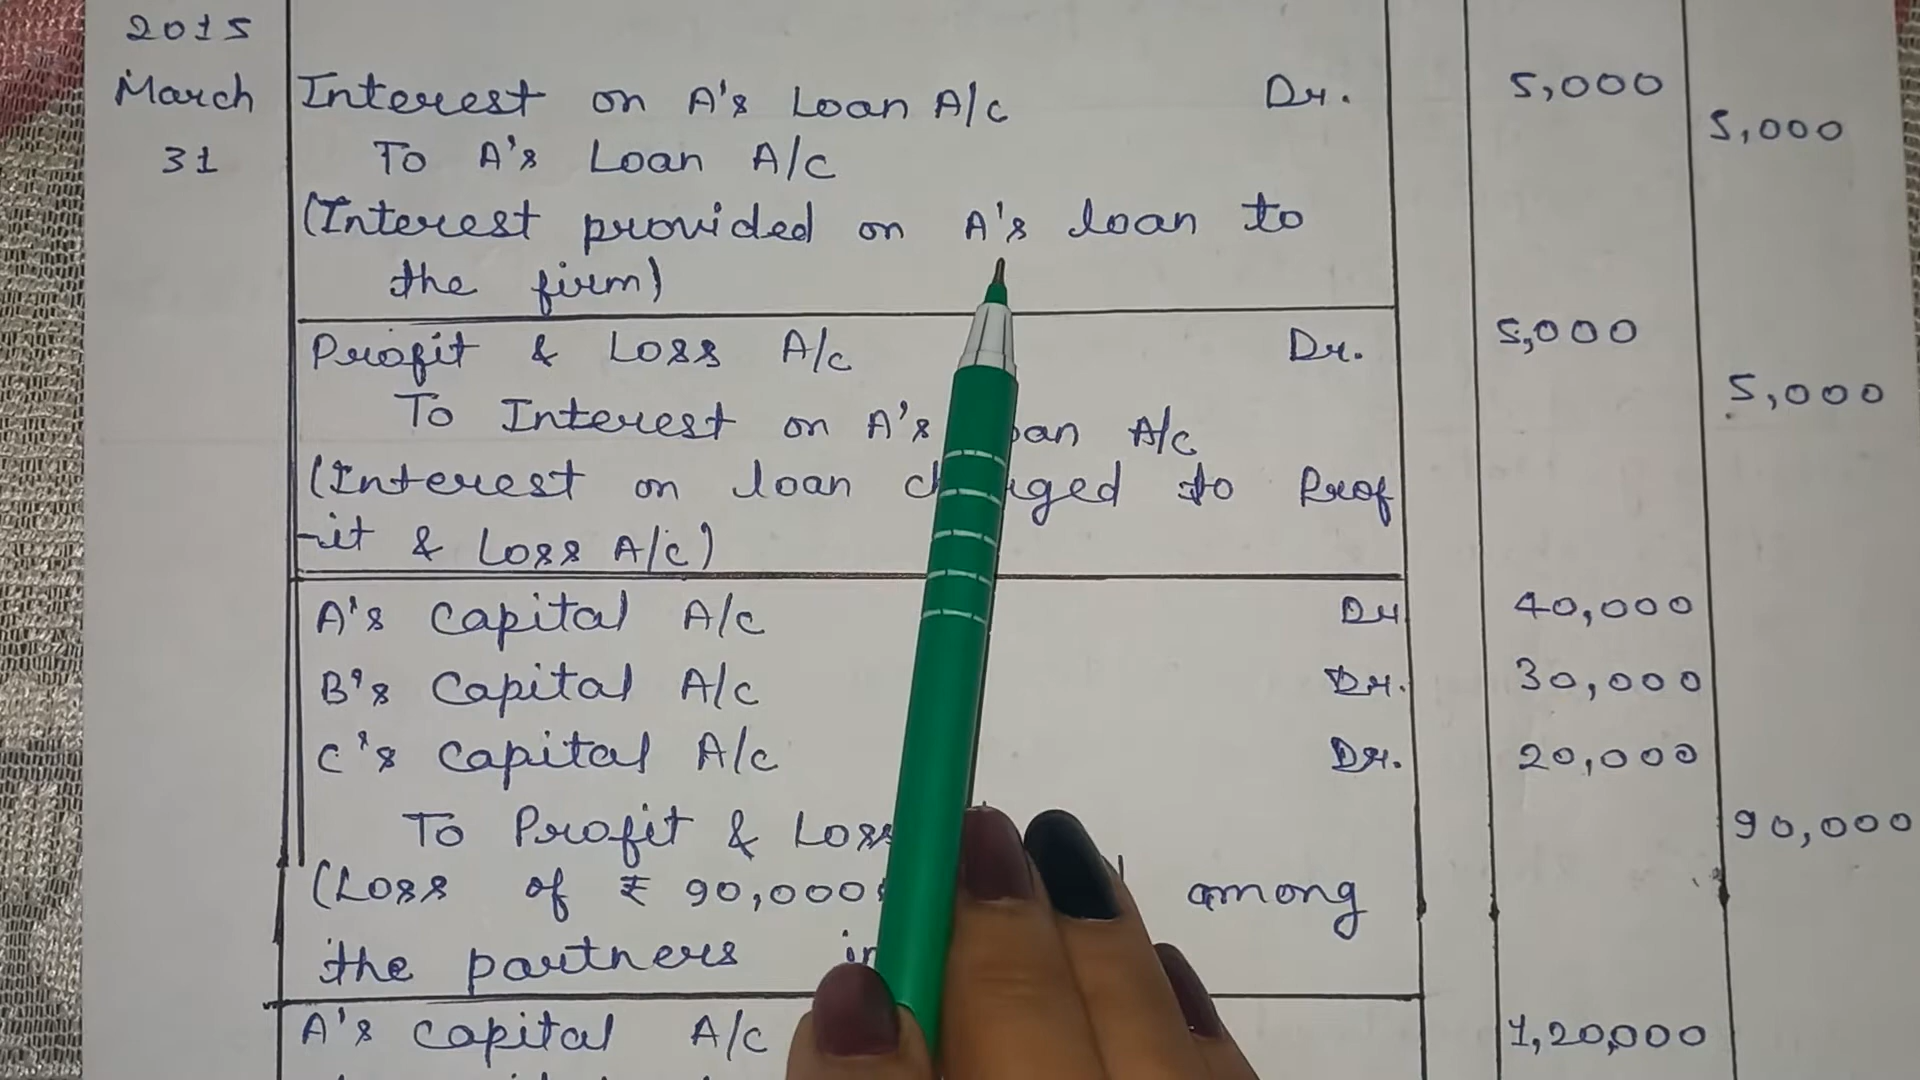 2015
March 31
Interest on A's Loan A/c Dr. 5,000
To A's Loan A/c 5,000
(Interest provided on A's loan to
the firm)
Profit & Loss A/c Dr. 5,000
To Interest on A's A/c 5,000
(Interest on loan to Prof
-it & Loss A/c)
A's Capital A/c Dr 40,000
B's Capital A/c Dr. 30,000
C's Capital A/c Dr. 20,000
To Profit & Loss 90,000
(Loss of ₹ 90,000 among
the partners
A's Capital A/c 1,20,000